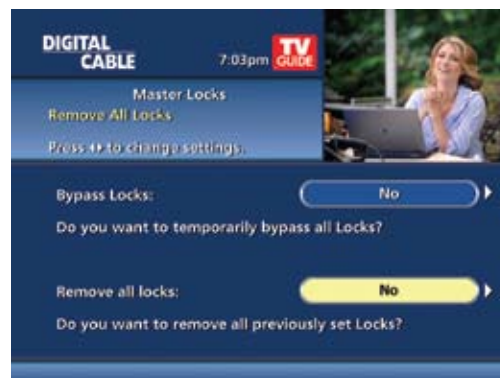 DIGITAL
CABLE
7:03pm
TV
GUIDE
Master Locks
Remove All Locks
Press ◂▸ to change settings.
Bypass Locks:
No
Do you want to temporarily bypass all Locks?
Remove all locks:
No
Do you want to remove all previously set Locks?